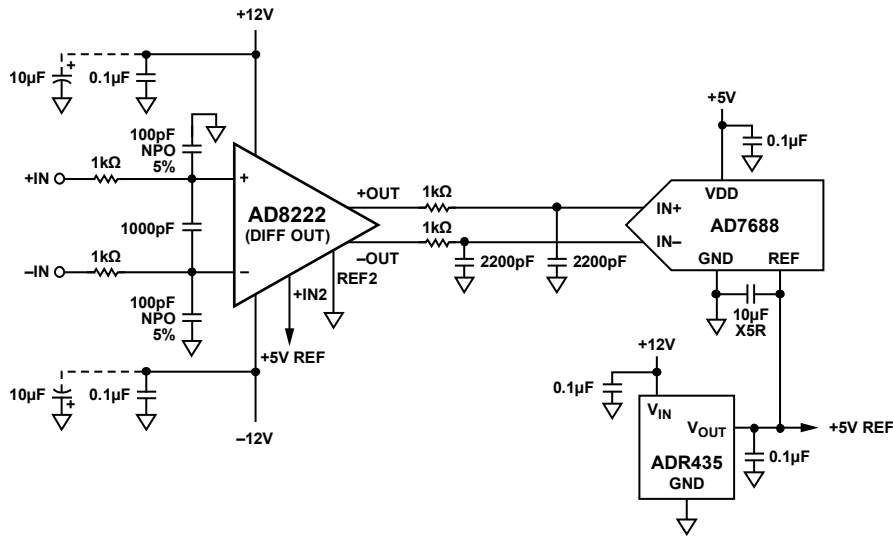 +12V
10µF
+
0.1µF
100pF
NPO
5%
+5V
0.1µF
+IN
1kΩ
+
+OUT
1kΩ
VDD
IN+
AD8222
(DIFF OUT)
AD7688
1000pF
–IN
1kΩ
–
–OUT
1kΩ
IN–
GND
REF
2200pF
2200pF
REF2
+IN2
100pF
NPO
5%
10µF
X5R
+5V REF
+12V
10µF
+
0.1µF
–12V
0.1µF
VIN
VOUT
+5V REF
ADR435
GND
0.1µF